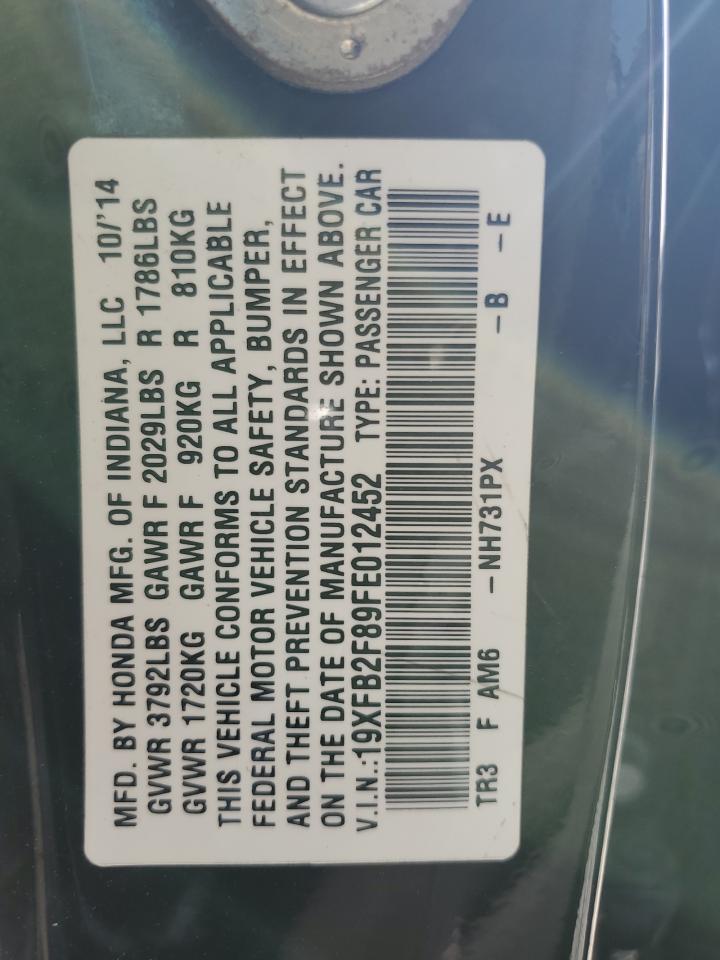 MFD. BY HONDA MFG. OF INDIANA, LLC 10/'14
GVWR 3792LBS GAWR F 2029LBS R 1786LBS
GVWR 1720KG GAWR F 920KG R 810KG
THIS VEHICLE CONFORMS TO ALL APPLICABLE
FEDERAL MOTOR VEHICLE SAFETY, BUMPER,
AND THEFT PREVENTION STANDARDS IN EFFECT
ON THE DATE OF MANUFACTURE SHOWN ABOVE.
V.I.N.:19XFB2F89FE012452 TYPE: PASSENGER CAR
TR3 F AM6 -NH731PX -B -E